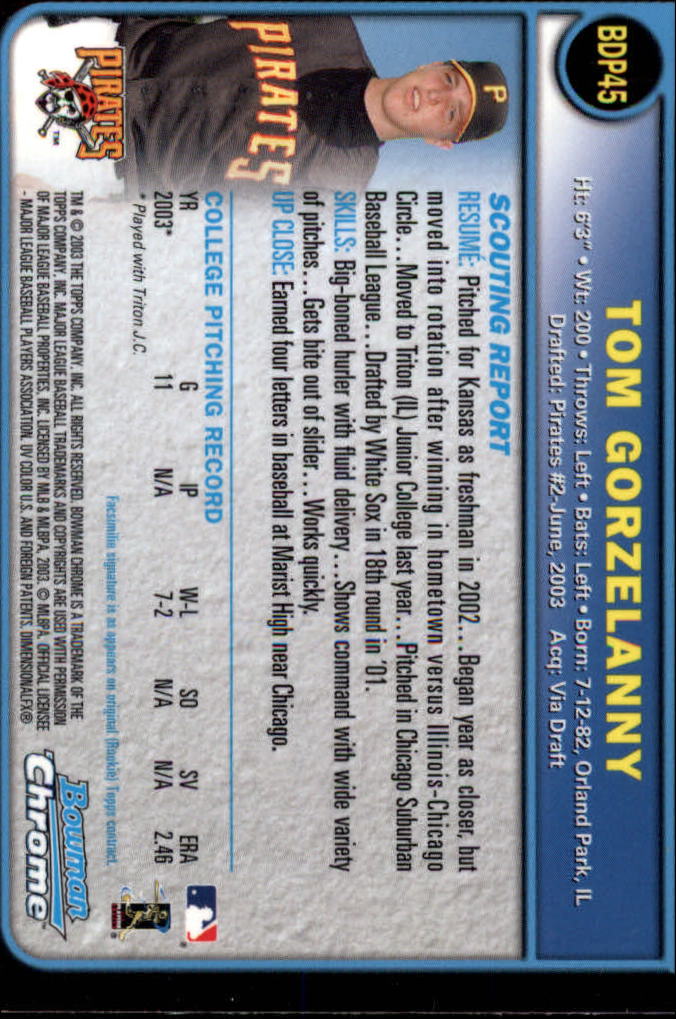 BDP45
TOM GORZELANNY
Ht: 6'3" • Wt: 200 • Throws: Left • Bats: Left • Born: 7-12-82, Orland Park, IL
Drafted: Pirates #2-June, 2003 Acq: Via Draft
P
PIRATES
PIRATES
TM
SCOUTING REPORT
RESUMÉ: Pitched for Kansas as freshman in 2002...Began year as closer, but
moved into rotation after winning in hometown versus Illinois-Chicago
Circle...Moved to Triton (IL) Junior College last year...Pitched in Chicago Suburban
Baseball League...Drafted by White Sox in 18th round in '01.
SKILLS: Big-boned hurler with fluid delivery...Shows command with wide variety
of pitches...Gets bite out of slider...Works quickly.
UP CLOSE: Earned four letters in baseball at Marist High near Chicago.
COLLEGE PITCHING RECORD
YR G IP W-L SO SV ERA
2003* 11 N/A 7-2 N/A N/A 2.46
* Played with Triton J.C.
Facsimile signature is as appears on original (Rookie) Topps contract.
TM & © 2003 THE TOPPS COMPANY, INC. ALL RIGHTS RESERVED. BOWMAN CHROME IS A TRADEMARK OF THE
TOPPS COMPANY, INC. MAJOR LEAGUE BASEBALL TRADEMARKS AND COPYRIGHTS ARE USED WITH PERMISSION
OF MAJOR LEAGUE BASEBALL PROPERTIES, INC. LICENSED BY MLB & MLBPA, 2003. © MLBPA. OFFICIAL LICENSEE
- MAJOR LEAGUE BASEBALL PLAYERS ASSOCIATION. UV COLOR U.S. AND FOREIGN PATENTS. DIMENSIONALFX®
Bowman
Chrome